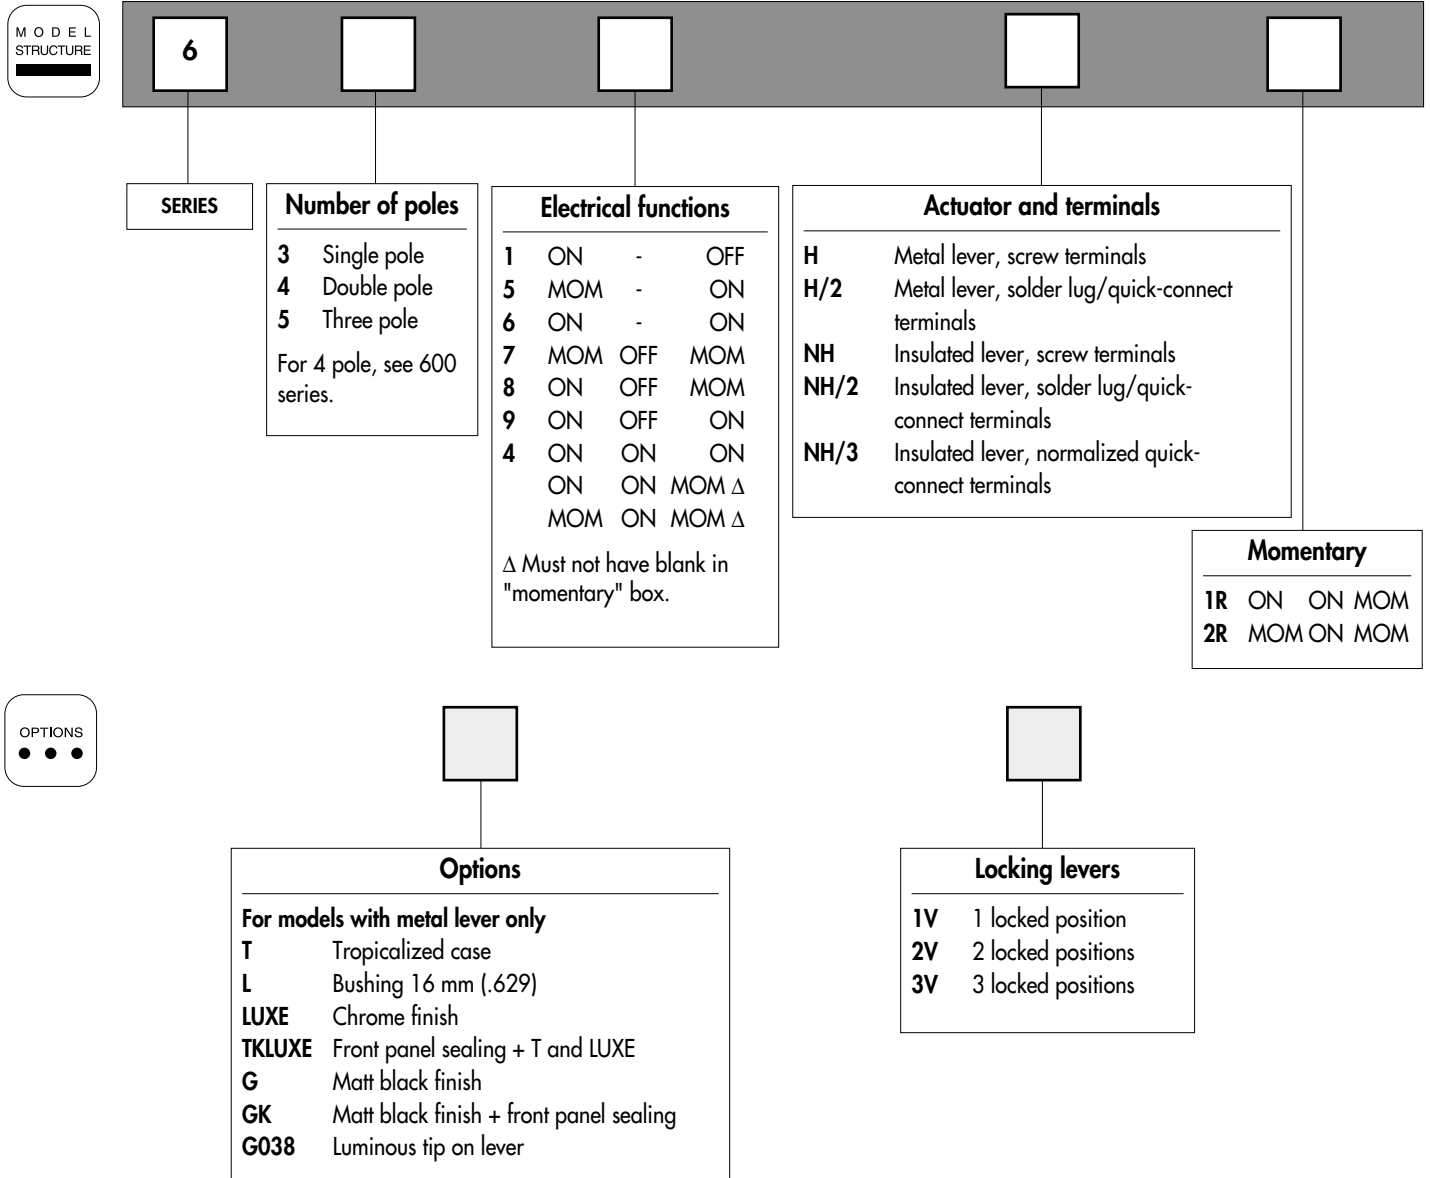 MODEL
STRUCTURE
6
SERIES
Number of poles
3 Single pole
4 Double pole
5 Three pole
For 4 pole, see 600
series.
Electrical functions
1 ON - OFF
5 MOM - ON
6 ON - ON
7 MOM OFF MOM
8 ON OFF MOM
9 ON OFF ON
4 ON ON ON
ON ON MOM Δ
MOM ON MOM Δ
Δ Must not have blank in
"momentary" box.
Actuator and terminals
H Metal lever, screw terminals
H/2 Metal lever, solder lug/quick-connect
terminals
NH Insulated lever, screw terminals
NH/2 Insulated lever, solder lug/quick-
connect terminals
NH/3 Insulated lever, normalized quick-
connect terminals
Momentary
1R ON ON MOM
2R MOM ON MOM
OPTIONS
Options
For models with metal lever only
T Tropicalized case
L Bushing 16 mm (.629)
LUXE Chrome finish
TKLUXE Front panel sealing + T and LUXE
G Matt black finish
GK Matt black finish + front panel sealing
G038 Luminous tip on lever
Locking levers
1V 1 locked position
2V 2 locked positions
3V 3 locked positions